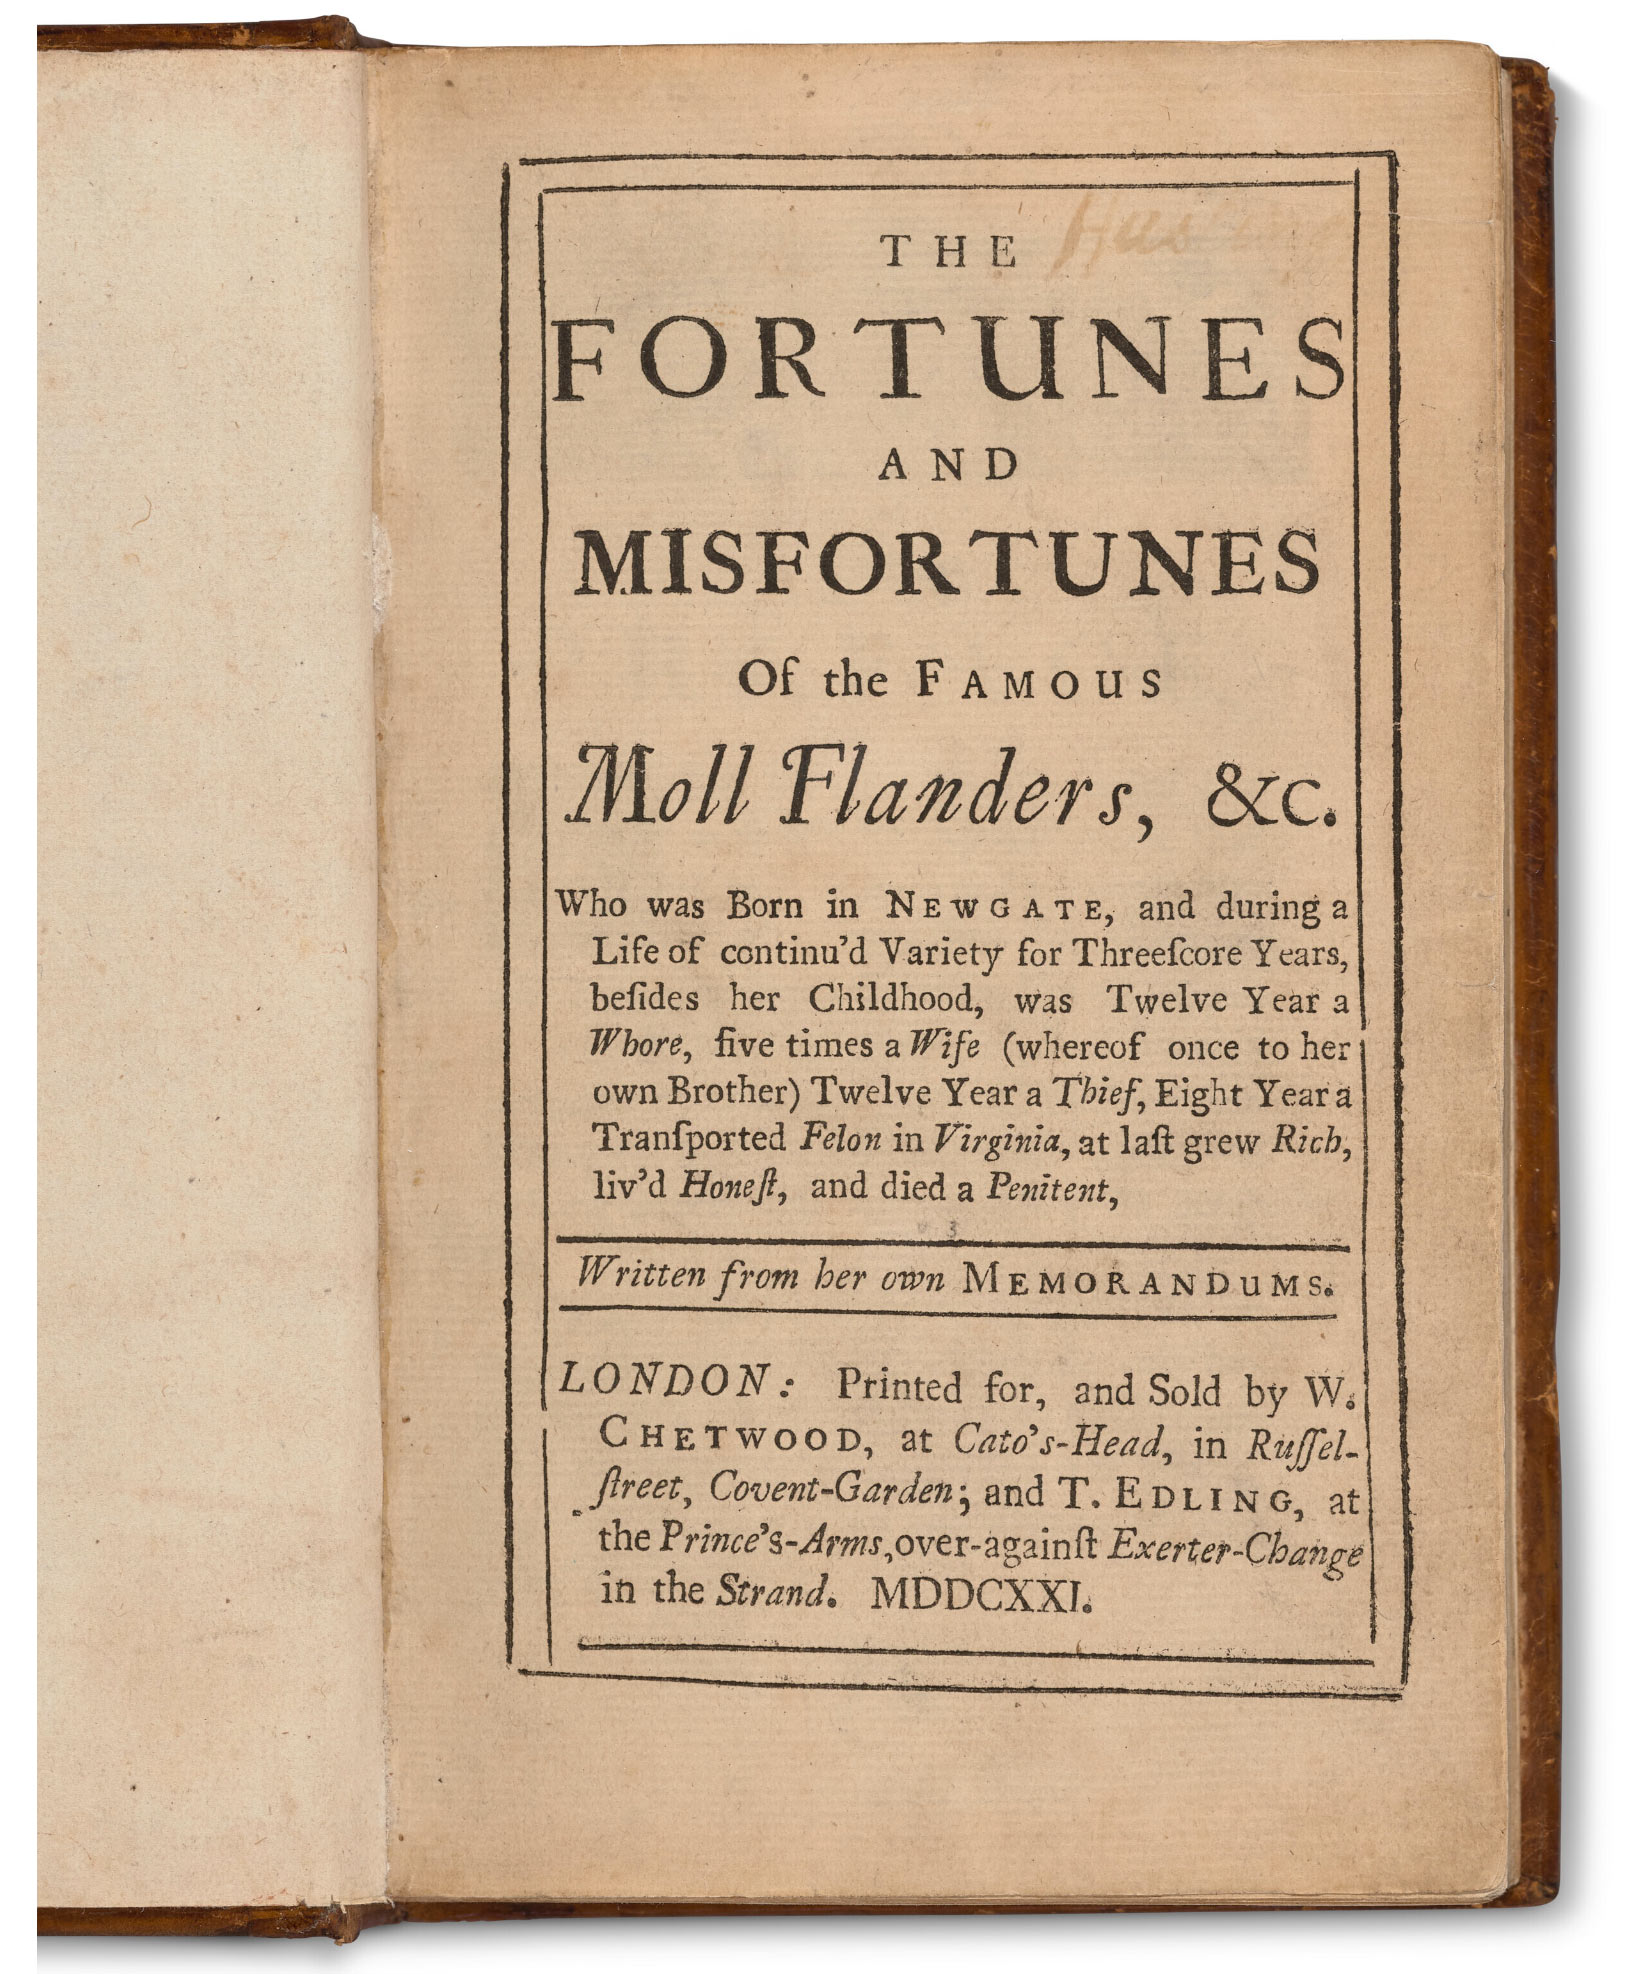 THE
FORTUNES
AND
MISFORTUNES
Of the FAMOUS
Moll Flanders, &c.
Who was Born in NEWGATE, and during a
Life of continu'd Variety for Threeſcore Years,
beſides her Childhood, was Twelve Year a
Whore, five times a Wife (whereof once to her
own Brother) Twelve Year a Thief, Eight Year a
Tranſported Felon in Virginia, at laſt grew Rich,
liv'd Honeſt, and died a Penitent,
Written from her own MEMORANDUMS.
LONDON: Printed for, and Sold by W.
CHETWOOD, at Cato's-Head, in Ruſſel-
ſtreet, Covent-Garden; and T. EDLING, at
the Prince's-Arms, over-againſt Exerter-Change
in the Strand. MDDCXXI.